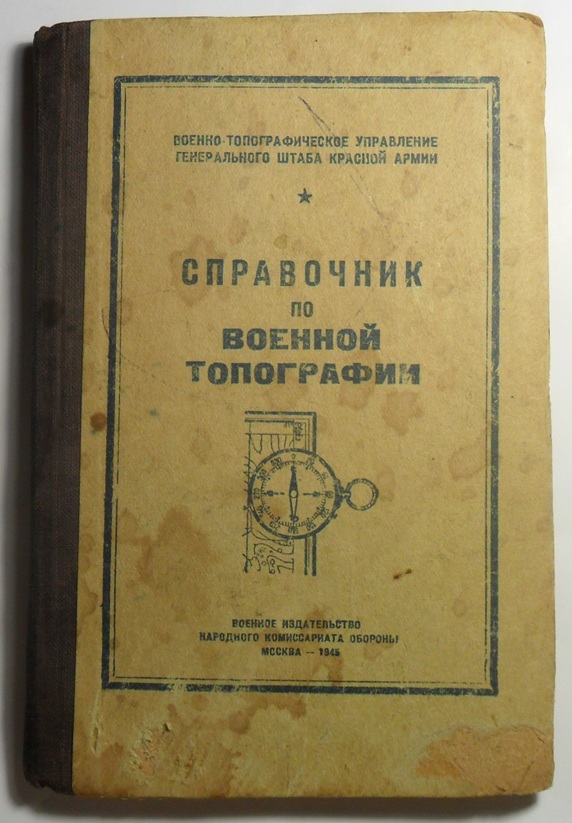 ВОЕННО-ТОПОГРАФИЧЕСКОЕ УПРАВЛЕНИЕ
ГЕНЕРАЛЬНОГО ШТАБА КРАСНОЙ АРМИИ
СПРАВОЧНИК
ПО
ВОЕННОЙ
ТОПОГРАФИИ
ВОЕННОЕ ИЗДАТЕЛЬСТВО
НАРОДНОГО КОМИССАРИАТА ОБОРОНЫ
МОСКВА — 1945